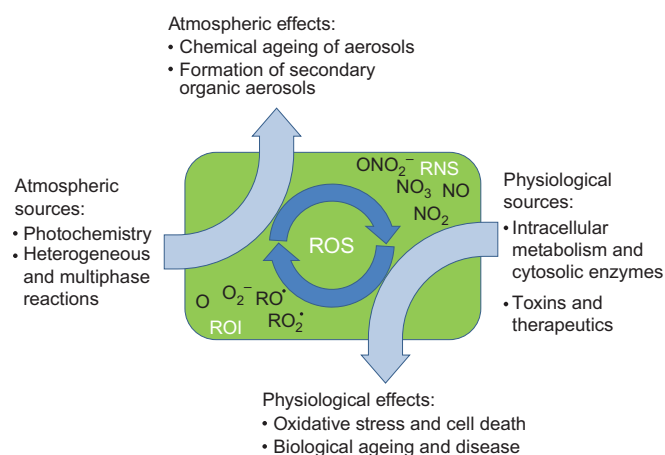 Atmospheric effects:
• Chemical ageing of aerosols
• Formation of secondary
organic aerosols
Atmospheric
sources:
• Photochemistry
• Heterogeneous
and multiphase
reactions
ONO₂⁻ RNS
NO₃ NO
NO₂
ROS
O O₂⁻ RO•
RO₂•
ROI
Physiological
sources:
• Intracellular
metabolism and
cytosolic enzymes
• Toxins and
therapeutics
Physiological effects:
• Oxidative stress and cell death
• Biological ageing and disease